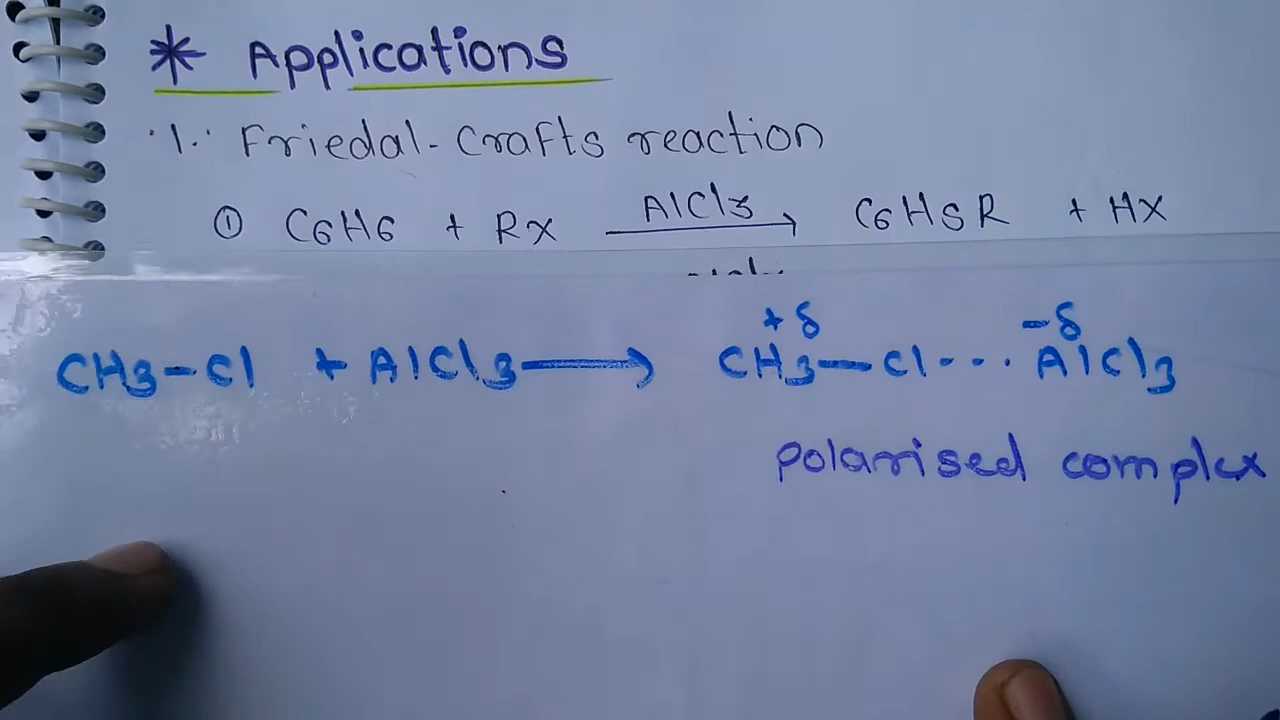 * Applications
1. Friedal-Crafts reaction
① C6H6 + Rx AlCl3 → C6H5R + HX
+δ -δ
CH3-Cl + AlCl3 → CH3-Cl... AlCl3
polarised complex